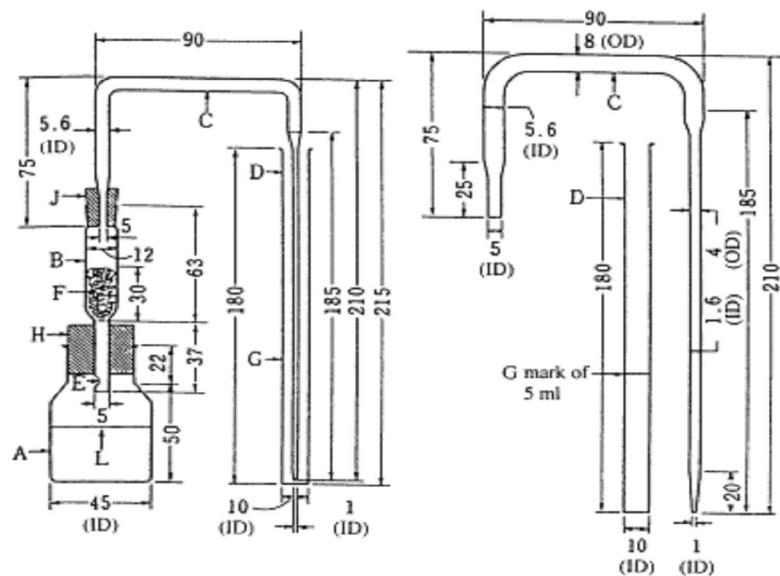 90
5.6
(ID)
C
75
J
5
B
12
F
30
63
H
22
37
E
5
A
L
50
45
(ID)
D
180
G
185
210
215
10
(ID)
1
(ID)
90
8 (OD)
C
5.6
(ID)
75
25
5
(ID)
D
180
G mark of
5 ml
4
(OD)
1.6
(ID)
185
210
20
10
(ID)
1
(ID)